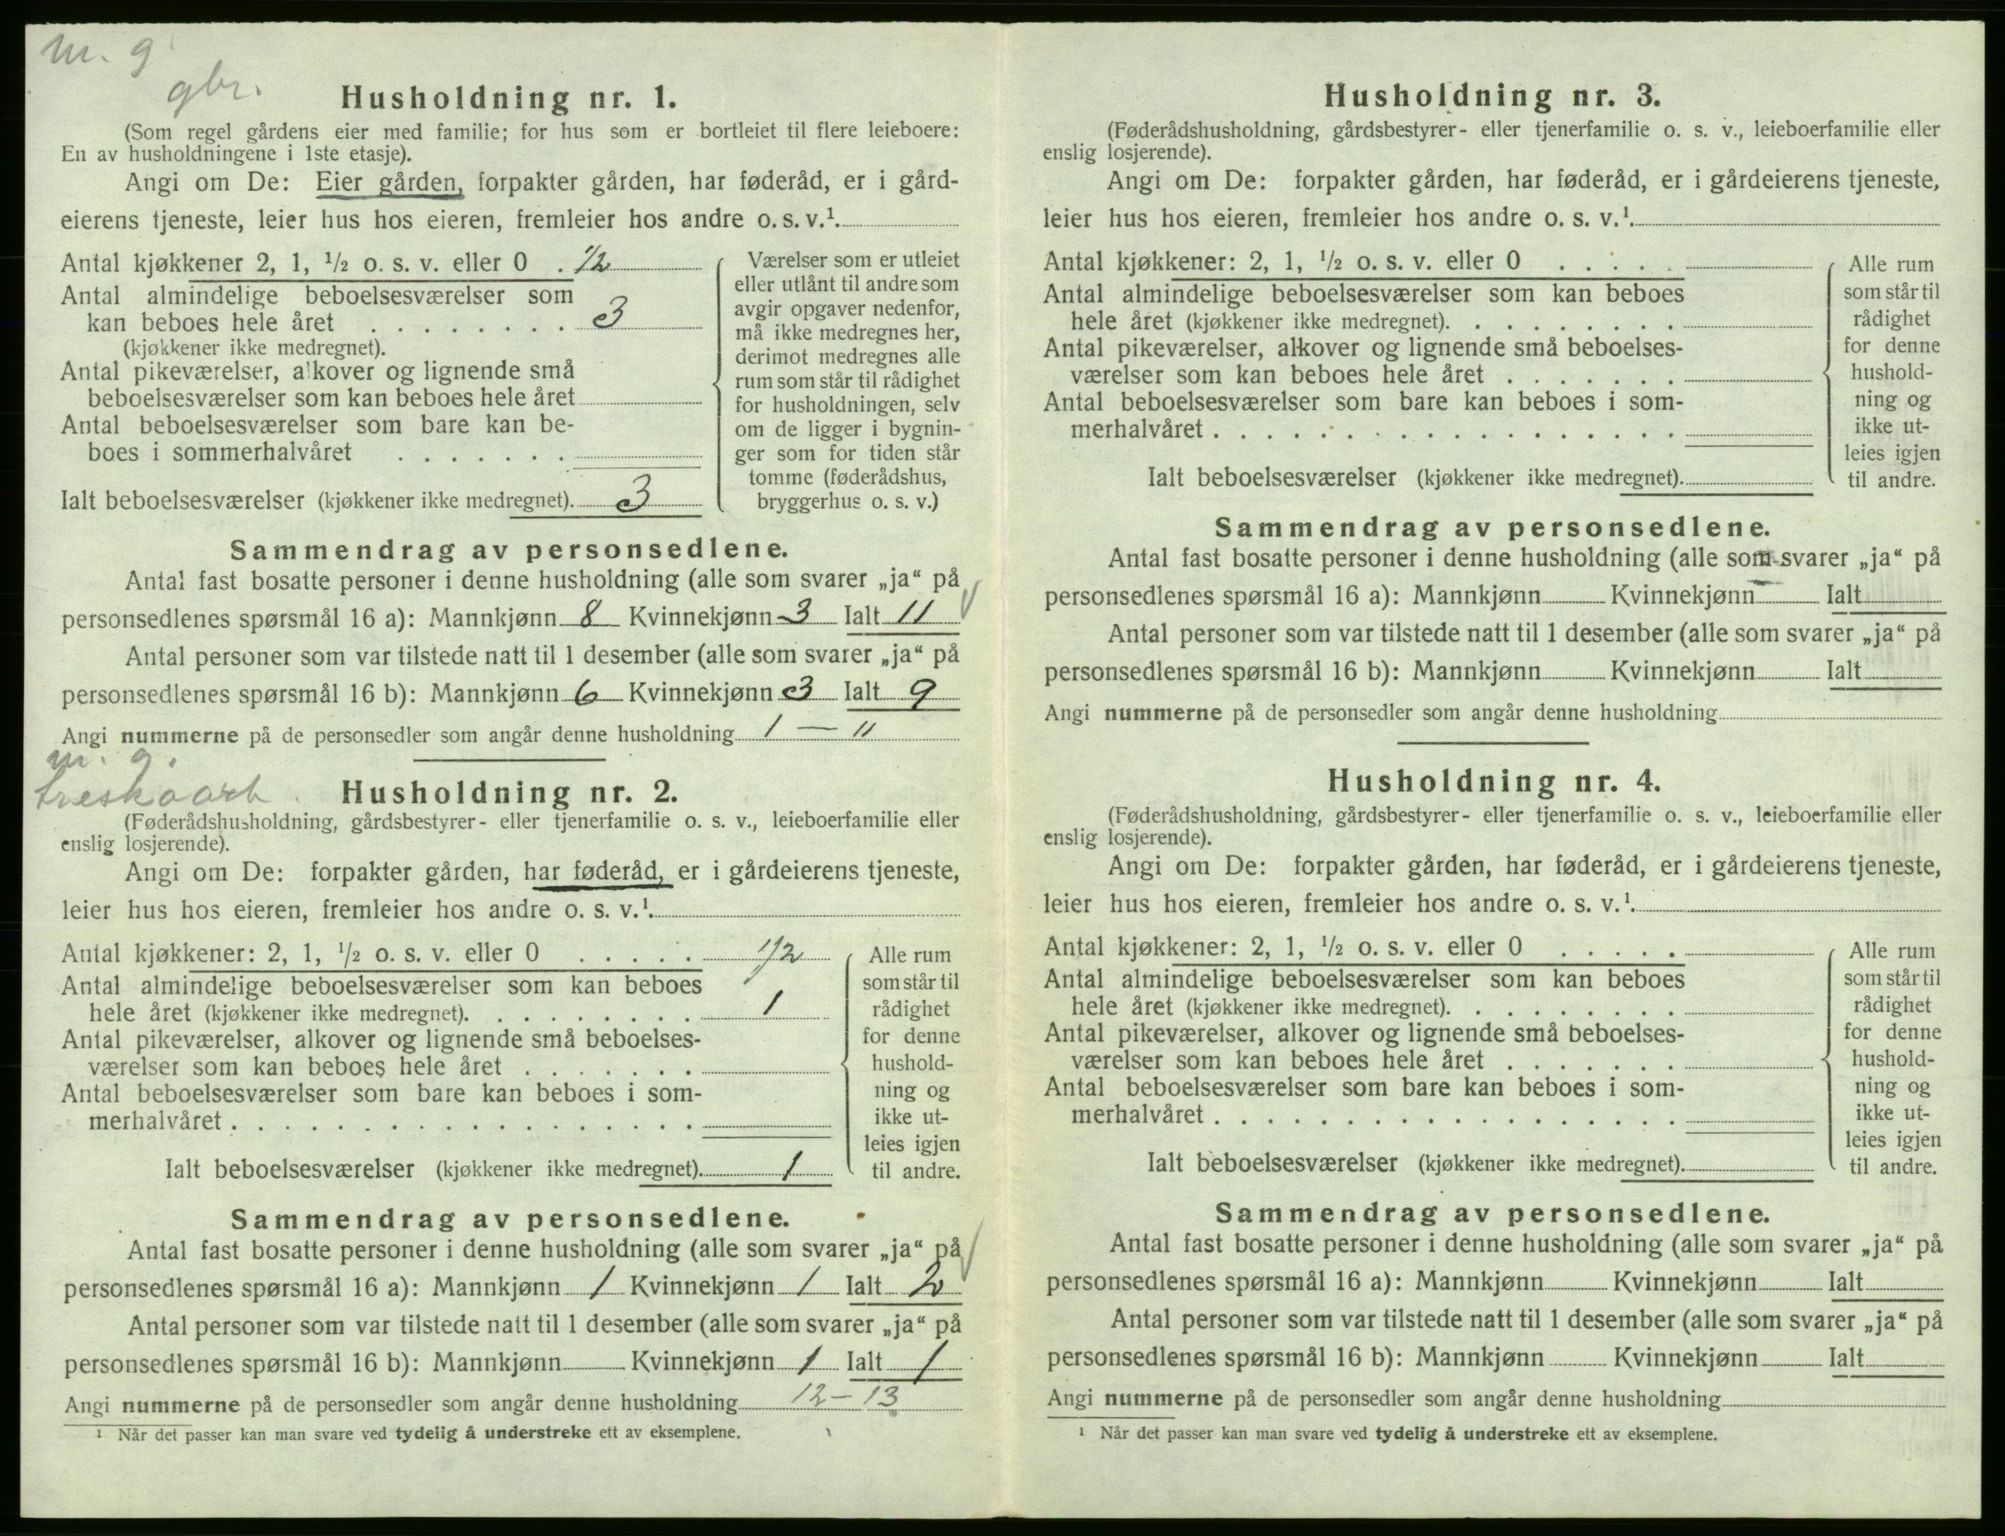 m. g
gbr.
Husholdning nr. 1.
(Som regel gårdens eier med familie; for hus som er bortleiet til flere leieboere:
En av husholdningene i 1ste etasje).
Angi om De: Eier gården, forpakter gården, har føderåd, er i gård-
eierens tjeneste, leier hus hos eieren, fremleier hos andre o. s. v.¹.
Antal kjøkkener 2, 1, ½ o. s. v. eller 0 . 1/2
Antal almindelige beboelsesværelser som
kan beboes hele året . . . . . . . . 3
(kjøkkener ikke medregnet).
Antal pikeværelser, alkover og lignende små
beboelsesværelser som kan beboes hele året
Antal beboelsesværelser som bare kan be-
boes i sommerhalvåret . . . . . . .
Ialt beboelsesværelser (kjøkkener ikke medregnet). 3
Værelser som er utleiet
eller utlånt til andre som
avgir opgaver nedenfor,
må ikke medregnes her,
derimot medregnes alle
rum som står til rådighet
for husholdningen, selv
om de ligger i bygnin-
ger som for tiden står
tomme (føderådshus,
bryggerhus o. s. v.)
Sammendrag av personsedlene.
Antal fast bosatte personer i denne husholdning (alle som svarer „ja“ på
personsedlenes spørsmål 16 a): Mannkjønn 8 Kvinnekjønn 3 Ialt 11
Antal personer som var tilstede natt til 1 desember (alle som svarer „ja“ på
personsedlenes spørsmål 16 b): Mannkjønn 6 Kvinnekjønn 3 Ialt 9
Angi nummerne på de personsedler som angår denne husholdning 1 — 11
m. g.
treskoarb.
Husholdning nr. 2.
(Føderådshusholdning, gårdsbestyrer- eller tjenerfamilie o. s. v., leieboerfamilie eller
enslig losjerende).
Angi om De: forpakter gården, har føderåd, er i gårdeierens tjeneste,
leier hus hos eieren, fremleier hos andre o. s. v.¹.
Antal kjøkkener: 2, 1, ½ o. s. v. eller 0 . . . . . 1/2
Antal almindelige beboelsesværelser som kan beboes
hele året (kjøkkener ikke medregnet). . . . . . . . . 1
Antal pikeværelser, alkover og lignende små beboelses-
værelser som kan beboes hele året . . . . . . .
Antal beboelsesværelser som bare kan beboes i som-
merhalvåret . . . . . . . . . . . . . . . . . .
Ialt beboelsesværelser (kjøkkener ikke medregnet). 1
Alle rum
som står til
rådighet
for denne
hushold-
ning og
ikke ut-
leies igjen
til andre.
Sammendrag av personsedlene.
Antal fast bosatte personer i denne husholdning (alle som svarer „ja“ på
personsedlenes spørsmål 16 a): Mannkjønn 1 Kvinnekjønn 1 Ialt 2
Antal personer som var tilstede natt til 1 desember (alle som svarer „ja“ på
personsedlenes spørsmål 16 b): Mannkjønn Kvinnekjønn 1 Ialt 1
Angi nummerne på de personsedler som angår denne husholdning 12 — 13
¹ Når det passer kan man svare ved tydelig å understreke ett av eksemplene.
Husholdning nr. 3.
(Føderådshusholdning, gårdsbestyrer- eller tjenerfamilie o. s. v., leieboerfamilie eller
enslig losjerende).
Angi om De: forpakter gården, har føderåd, er i gårdeierens tjeneste,
leier hus hos eieren, fremleier hos andre o. s. v.¹.
Antal kjøkkener: 2, 1, ½ o. s. v. eller 0 . . . . .
Antal almindelige beboelsesværelser som kan beboes
hele året (kjøkkener ikke medregnet). . . . . . . . .
Antal pikeværelser, alkover og lignende små beboelses-
værelser som kan beboes hele året . . . . . . .
Antal beboelsesværelser som bare kan beboes i som-
merhalvåret . . . . . . . . . . . . . . . . . .
Ialt beboelsesværelser (kjøkkener ikke medregnet).
Alle rum
som står til
rådighet
for denne
hushold-
ning og
ikke ut-
leies igjen
til andre.
Sammendrag av personsedlene.
Antal fast bosatte personer i denne husholdning (alle som svarer „ja“ på
personsedlenes spørsmål 16 a): Mannkjønn Kvinnekjønn Ialt
Antal personer som var tilstede natt til 1 desember (alle som svarer „ja“ på
personsedlenes spørsmål 16 b): Mannkjønn Kvinnekjønn Ialt
Angi nummerne på de personsedler som angår denne husholdning
Husholdning nr. 4.
(Føderådshusholdning, gårdsbestyrer- eller tjenerfamilie o. s. v., leieboerfamilie eller
enslig losjerende).
Angi om De: forpakter gården, har føderåd, er i gårdeierens tjeneste,
leier hus hos eieren, fremleier hos andre o. s. v.¹.
Antal kjøkkener: 2, 1, ½ o. s. v. eller 0 . . . . .
Antal almindelige beboelsesværelser som kan beboes
hele året (kjøkkener ikke medregnet). . . . . . . . .
Antal pikeværelser, alkover og lignende små beboelses-
værelser som kan beboes hele året . . . . . . .
Antal beboelsesværelser som bare kan beboes i som-
merhalvåret . . . . . . . . . . . . . . . . . .
Ialt beboelsesværelser (kjøkkener ikke medregnet).
Alle rum
som står til
rådighet
for denne
hushold-
ning og
ikke ut-
leies igjen
til andre.
Sammendrag av personsedlene.
Antal fast bosatte personer i denne husholdning (alle som svarer „ja“ på
personsedlenes spørsmål 16 a): Mannkjønn Kvinnekjønn Ialt
Antal personer som var tilstede natt til 1 desember (alle som svarer „ja“ på
personsedlenes spørsmål 16 b): Mannkjønn Kvinnekjønn Ialt
Angi nummerne på de personsedler som angår denne husholdning
¹ Når det passer kan man svare ved tydelig å understreke ett av eksemplene.